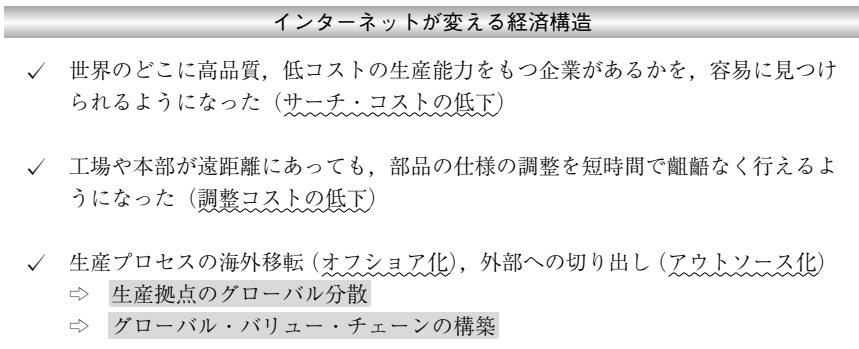 インターネットが変える経済構造
✓ 世界のどこに高品質，低コストの生産能力をもつ企業があるかを，容易に見つけ
られるようになった（サーチ・コストの低下）
✓ 工場や本部が遠距離にあっても，部品の仕様の調整を短時間で齟齬なく行えるよ
うになった（調整コストの低下）
✓ 生産プロセスの海外移転（オフショア化），外部への切り出し（アウトソース化）
⇨ 生産拠点のグローバル分散
⇨ グローバル・バリュー・チェーンの構築